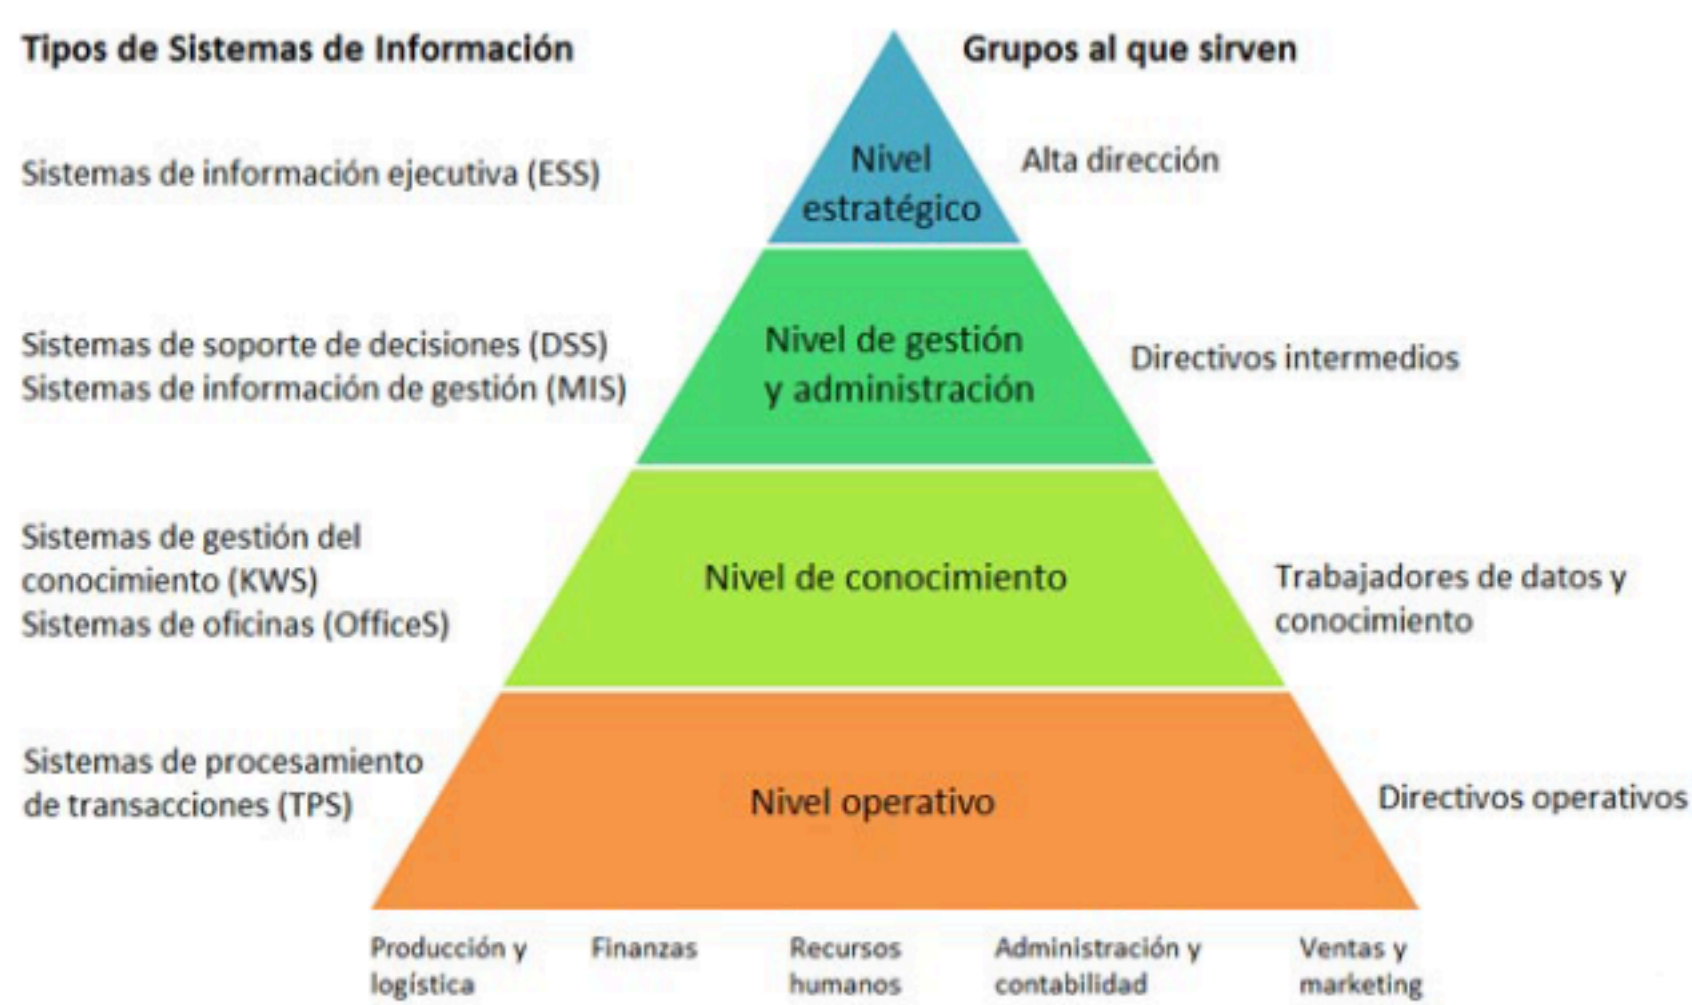 Tipos de Sistemas de Información
Grupos al que sirven
Sistemas de información ejecutiva (ESS)
Nivel
estratégico
Alta dirección
Sistemas de soporte de decisiones (DSS)
Sistemas de información de gestión (MIS)
Nivel de gestión
y administración
Directivos intermedios
Sistemas de gestión del
conocimiento (KWS)
Sistemas de oficinas (OfficeS)
Nivel de conocimiento
Trabajadores de datos y
conocimiento
Sistemas de procesamiento
de transacciones (TPS)
Nivel operativo
Directivos operativos
Producción y
logística
Finanzas
Recursos
humanos
Administración y
contabilidad
Ventas y
marketing